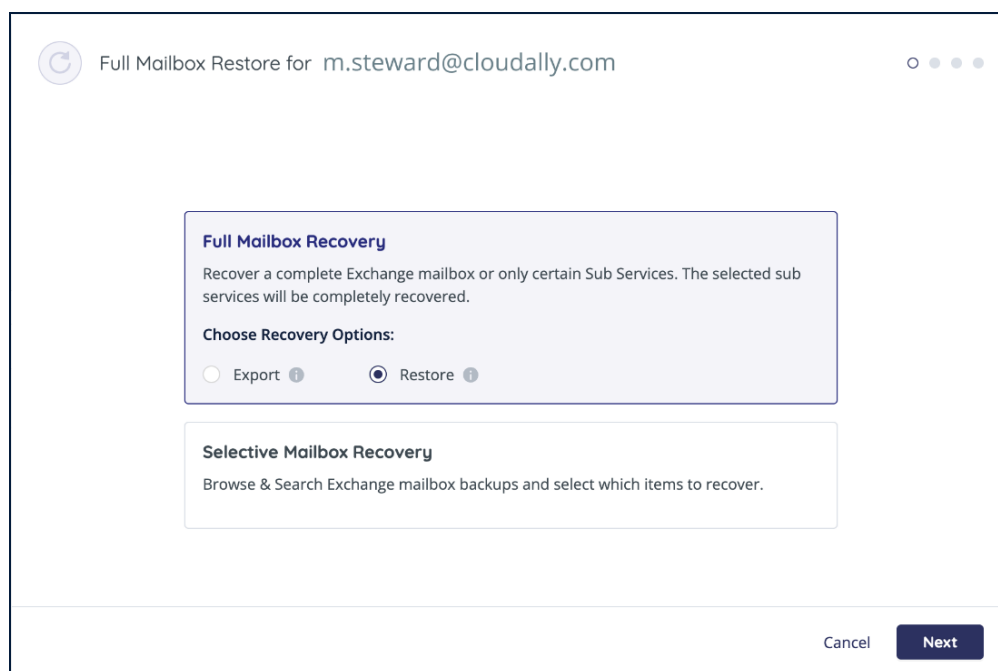 Full Mailbox Restore for m.steward@cloudally.com
Full Mailbox Recovery
Recover a complete Exchange mailbox or only certain Sub Services. The selected sub
services will be completely recovered.
Choose Recovery Options:
Export Restore
Selective Mailbox Recovery
Browse & Search Exchange mailbox backups and select which items to recover.
Cancel Next